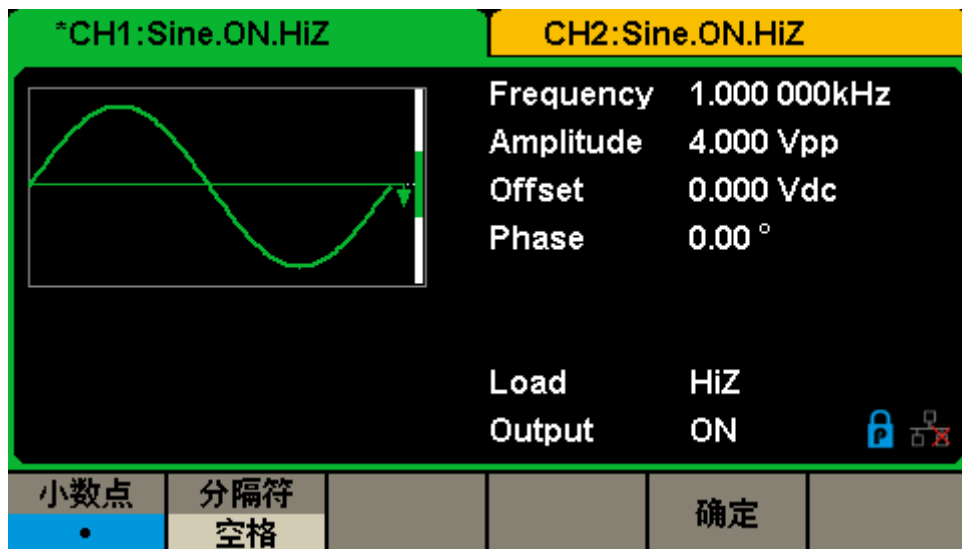 *CH1:Sine.ON.HiZ
CH2:Sine.ON.HiZ
Frequency 1.000 000kHz
Amplitude 4.000 Vpp
Offset 0.000 Vdc
Phase 0.00 °
Load HiZ
Output ON
P
小数点 分隔符 确定
• 空格